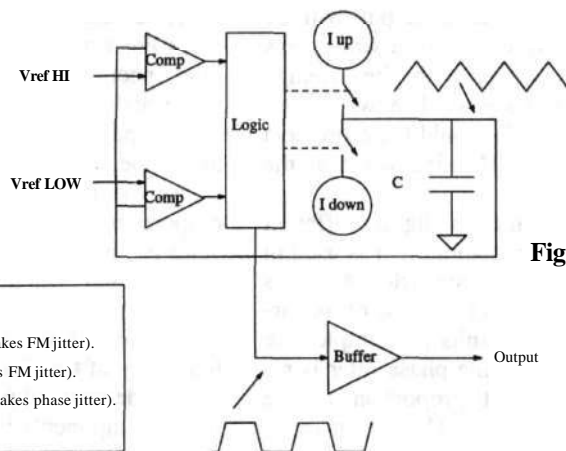 Comp
Vref HI
Logic
I up
Vref LOW
Comp
I down
C
Fig
akes FM jitter).
s FM jitter).
akes phase jitter).
Buffer
Output